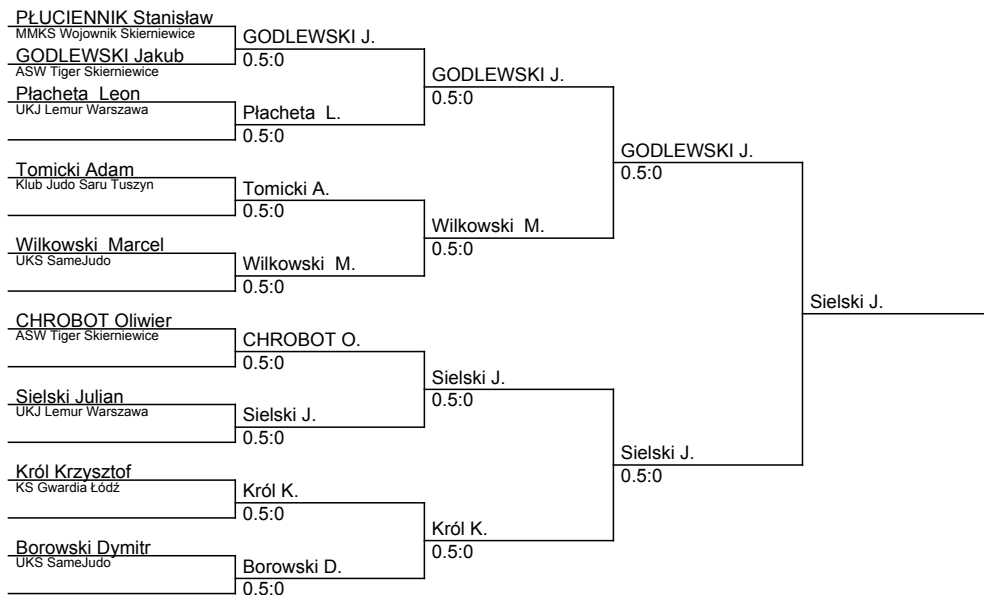 PŁUCIENNIK Stanisław
MMKS Wojownik Skierniewice
GODLEWSKI Jakub
ASW Tiger Skierniewice
Płacheta  Leon
UKJ Lemur Warszawa
Tomicki Adam
Klub Judo Saru Tuszyn
Wilkowski  Marcel
UKS SameJudo
CHROBOT Oliwier
ASW Tiger Skierniewice
Sielski Julian
UKJ Lemur Warszawa
Król Krzysztof
KS Gwardia Łódź
Borowski Dymitr
UKS SameJudo
GODLEWSKI J.
0.5:0
Płacheta  L.
0.5:0
Tomicki A.
0.5:0
Wilkowski  M.
0.5:0
CHROBOT O.
0.5:0
Sielski J.
0.5:0
Król K.
0.5:0
Borowski D.
0.5:0
GODLEWSKI J.
0.5:0
Wilkowski  M.
0.5:0
Sielski J.
0.5:0
Król K.
0.5:0
GODLEWSKI J.
0.5:0
Sielski J.
0.5:0
Sielski J.